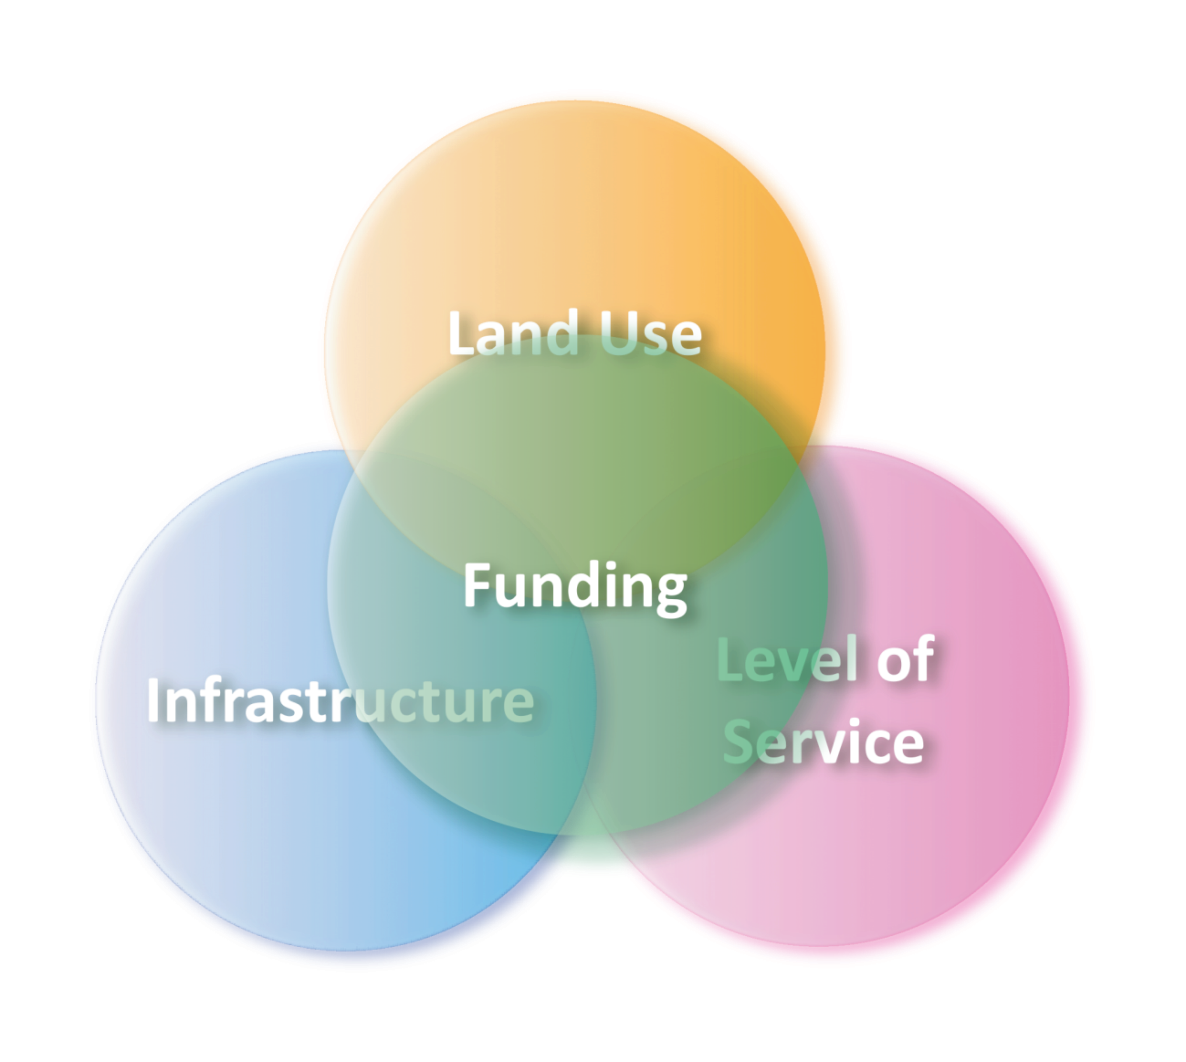 Land Use
Funding
Infrastructure
Level of
Service